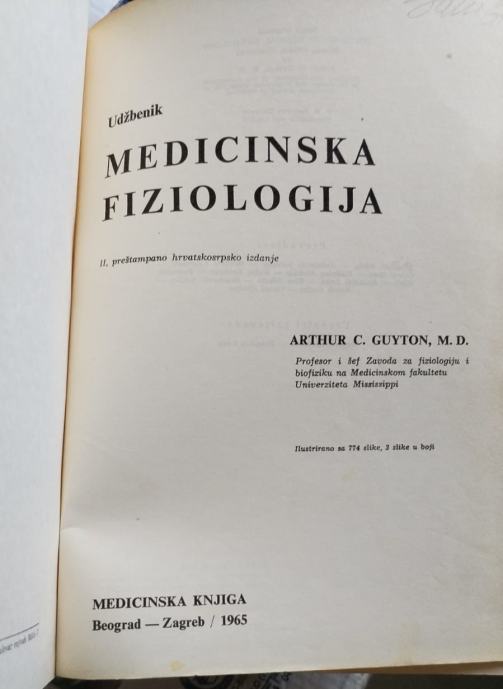 Udžbenik
MEDICINSKA
FIZIOLOGIJA
II. preštampano hrvatskosrpsko izdanje
ARTHUR C. GUYTON, M. D.
Profesor i šef Zavoda za fiziologiju i
biofiziku na Medicinskom fakultetu
Univerziteta Mississippi
Ilustrirano sa 774 slike, 3 slike u boji
MEDICINSKA KNJIGA
Beograd — Zagreb / 1965